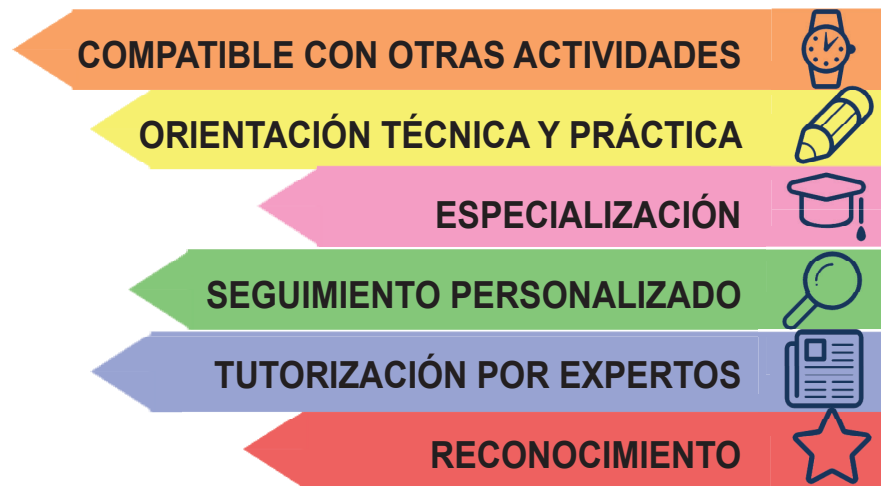 COMPATIBLE CON OTRAS ACTIVIDADES
ORIENTACIÓN TÉCNICA Y PRÁCTICA
ESPECIALIZACIÓN
SEGUIMIENTO PERSONALIZADO
TUTORIZACIÓN POR EXPERTOS
RECONOCIMIENTO